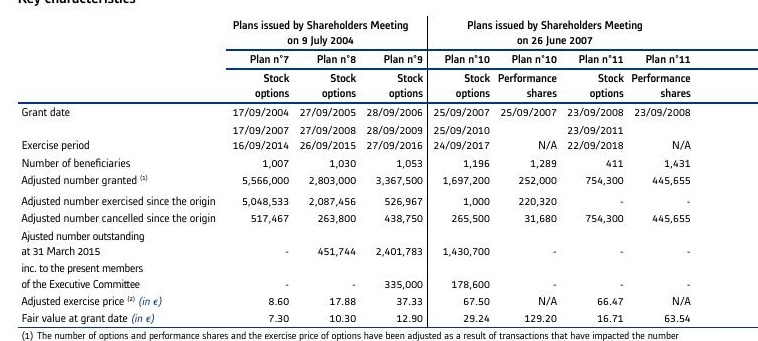 Key characteristics
Plans issued by Shareholders Meeting on 9 July 2004 Plans issued by Shareholders Meeting on 26 June 2007
Plan n°7 Plan n°8 Plan n°9 Plan n°10 Plan n°10 Plan n°11 Plan n°11
Stock options Stock options Stock options Stock options Performance shares Stock options Performance shares
Grant date 17/09/2004 27/09/2005 28/09/2006 25/09/2007 25/09/2007 23/09/2008 23/09/2008
17/09/2007 27/09/2008 28/09/2009 25/09/2010 23/09/2011
Exercise period 16/09/2014 26/09/2015 27/09/2016 24/09/2017 N/A 22/09/2018 N/A
Number of beneficiaries 1,007 1,030 1,053 1,196 1,289 411 1,431
Adjusted number granted (1) 5,566,000 2,803,000 3,367,500 1,697,200 252,000 754,300 445,655
Adjusted number exercised since the origin 5,048,533 2,087,456 526,967 1,000 220,320 - -
Adjusted number cancelled since the origin 517,467 263,800 438,750 265,500 31,680 754,300 445,655
Ajusted number outstanding
at 31 March 2015 - 451,744 2,401,783 1,430,700 - - -
inc. to the present members
of the Executive Committee - - 335,000 178,600 - - -
Adjusted exercise price (2) (in €) 8.60 17.88 37.33 67.50 N/A 66.47 N/A
Fair value at grant date (in €) 7.30 10.30 12.90 29.24 129.20 16.71 63.54
(1) The number of options and performance shares and the exercise price of options have been adjusted as a result of transactions that have impacted the number